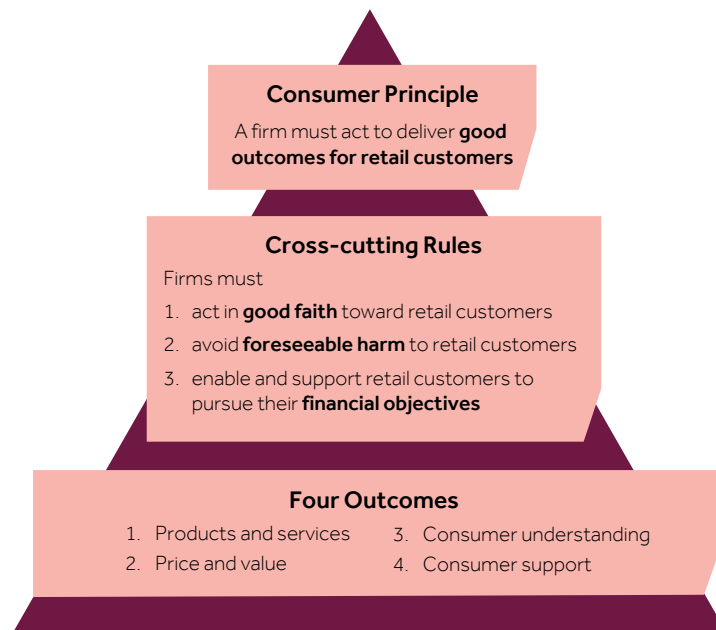 Consumer Principle
A firm must act to deliver good
outcomes for retail customers
Cross-cutting Rules
Firms must
1. act in good faith toward retail customers
2. avoid foreseeable harm to retail customers
3. enable and support retail customers to
pursue their financial objectives
Four Outcomes
1. Products and services
2. Price and value
3. Consumer understanding
4. Consumer support